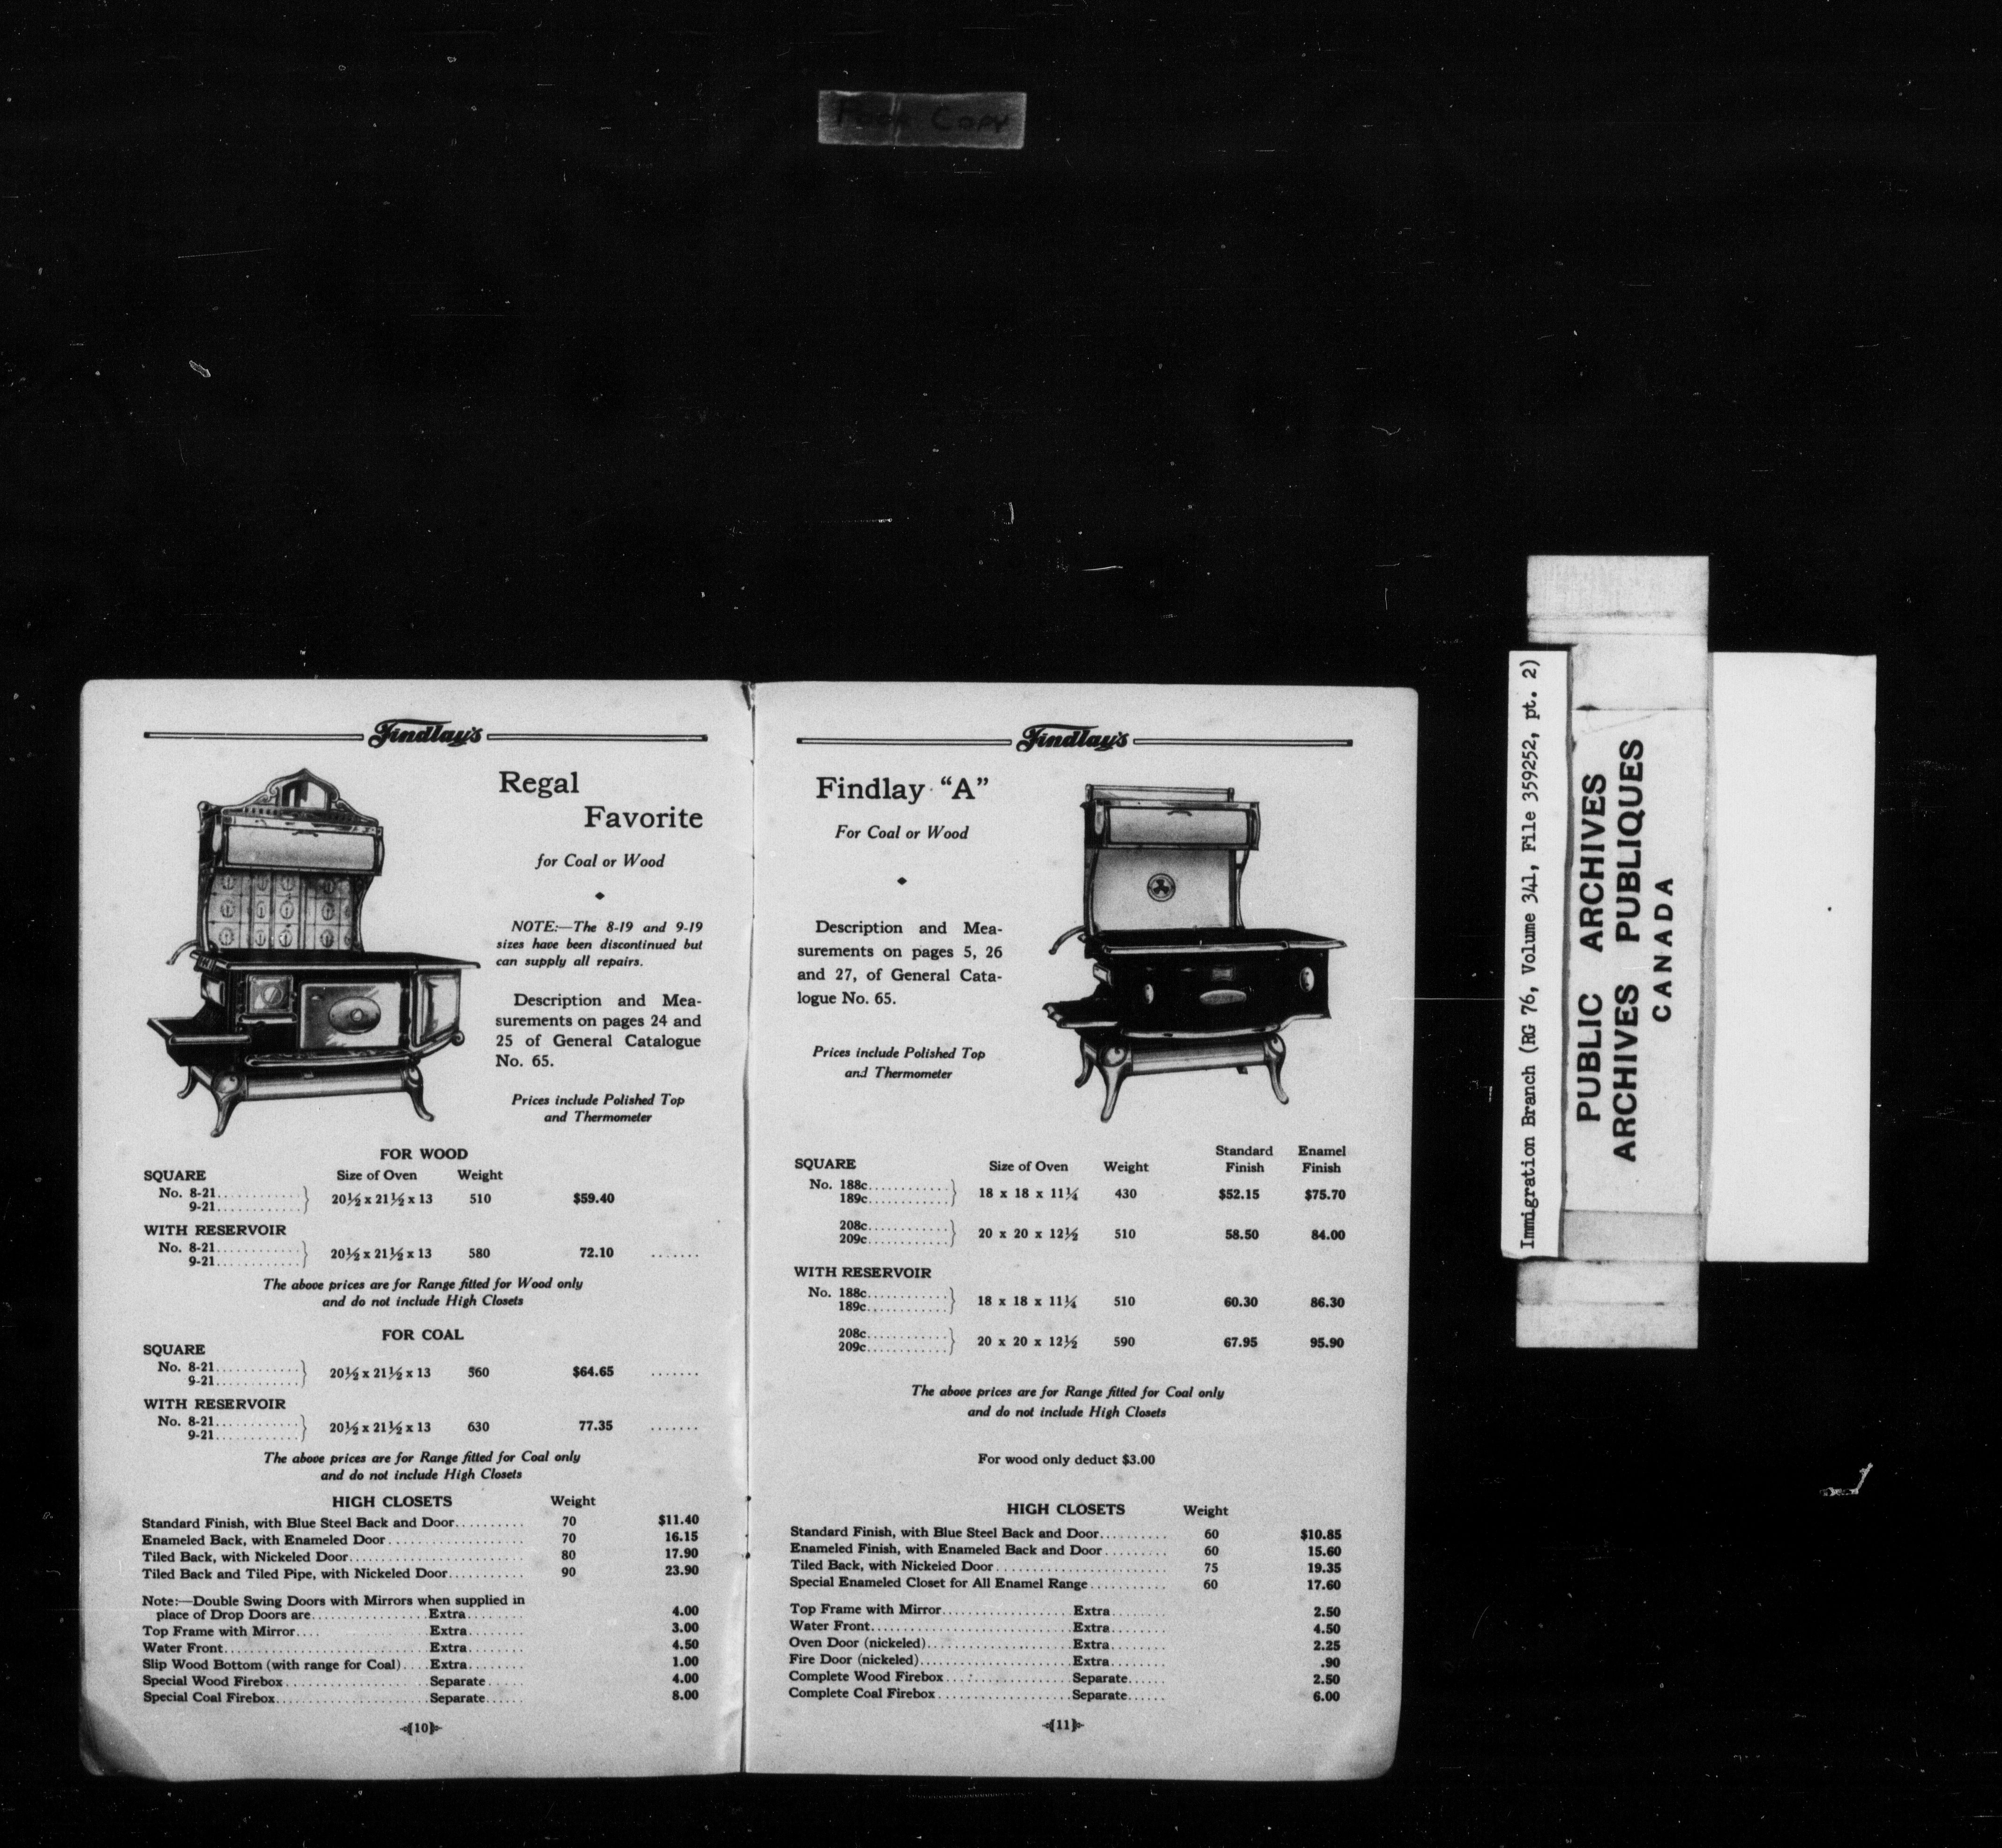 Poor Copy
Findlay's
Regal
Favorite
for Coal or Wood
NOTE:—The 8-19 and 9-19
sizes have been discontinued but
can supply all repairs.
Description and Mea-
surements on pages 24 and
25 of General Catalogue
No. 65.
Prices include Polished Top
and Thermometer
FOR WOOD
SQUARE Size of Oven Weight
No. 8-21............
9-21............ } 20½ x 21½ x 13 510 $59.40
WITH RESERVOIR
No. 8-21............
9-21............ } 20½ x 21½ x 13 580 72.10 .......
The above prices are for Range fitted for Wood only
and do not include High Closets
FOR COAL
SQUARE
No. 8-21............
9-21............ } 20½ x 21½ x 13 560 $64.65 .......
WITH RESERVOIR
No. 8-21............
9-21............ } 20½ x 21½ x 13 630 77.35 .......
The above prices are for Range fitted for Coal only
and do not include High Closets
HIGH CLOSETS Weight
Standard Finish, with Blue Steel Back and Door.......... 70 $11.40
Enameled Back, with Enameled Door.................... 70 16.15
Tiled Back, with Nickeled Door.......................... 80 17.90
Tiled Back and Tiled Pipe, with Nickeled Door........... 90 23.90
Note:—Double Swing Doors with Mirrors when supplied in
place of Drop Doors are.................Extra........ 4.00
Top Frame with Mirror.... Extra........ 3.00
Water Front..............................Extra........ 4.50
Slip Wood Bottom (with range for Coal)....Extra........ 1.00
Special Wood Firebox.....................Separate...... 4.00
Special Coal Firebox......................Separate...... 8.00
{10}
Findlay's
Findlay "A"
For Coal or Wood
Description and Mea-
surements on pages 5, 26
and 27, of General Cata-
logue No. 65.
Prices include Polished Top
and Thermometer
Standard Enamel
SQUARE Size of Oven Weight Finish Finish
No. 188c............
189c............ } 18 x 18 x 11¼ 430 $52.15 $75.70
208c............
209c............ } 20 x 20 x 12½ 510 58.50 84.00
WITH RESERVOIR
No. 188c............
189c............ } 18 x 18 x 11¼ 510 60.30 86.30
208c............
209c............ } 20 x 20 x 12½ 590 67.95 95.90
The above prices are for Range fitted for Coal only
and do not include High Closets
For wood only deduct $3.00
HIGH CLOSETS Weight
Standard Finish, with Blue Steel Back and Door.......... 60 $10.85
Enameled Finish, with Enameled Back and Door......... 60 15.60
Tiled Back, with Nickeled Door.......................... 75 19.35
Special Enameled Closet for All Enamel Range........... 60 17.60
Top Frame with Mirror....................Extra........ 2.50
Water Front..............................Extra........ 4.50
Oven Door (nickeled).....................Extra........ 2.25
Fire Door (nickeled)......................Extra........ .90
Complete Wood Firebox...................Separate...... 2.50
Complete Coal Firebox....................Separate...... 6.00
{11}
Immigration Branch (RG 76, Volume 341, File 359252, pt. 2)
PUBLIC ARCHIVES
ARCHIVES PUBLIQUES
CANADA